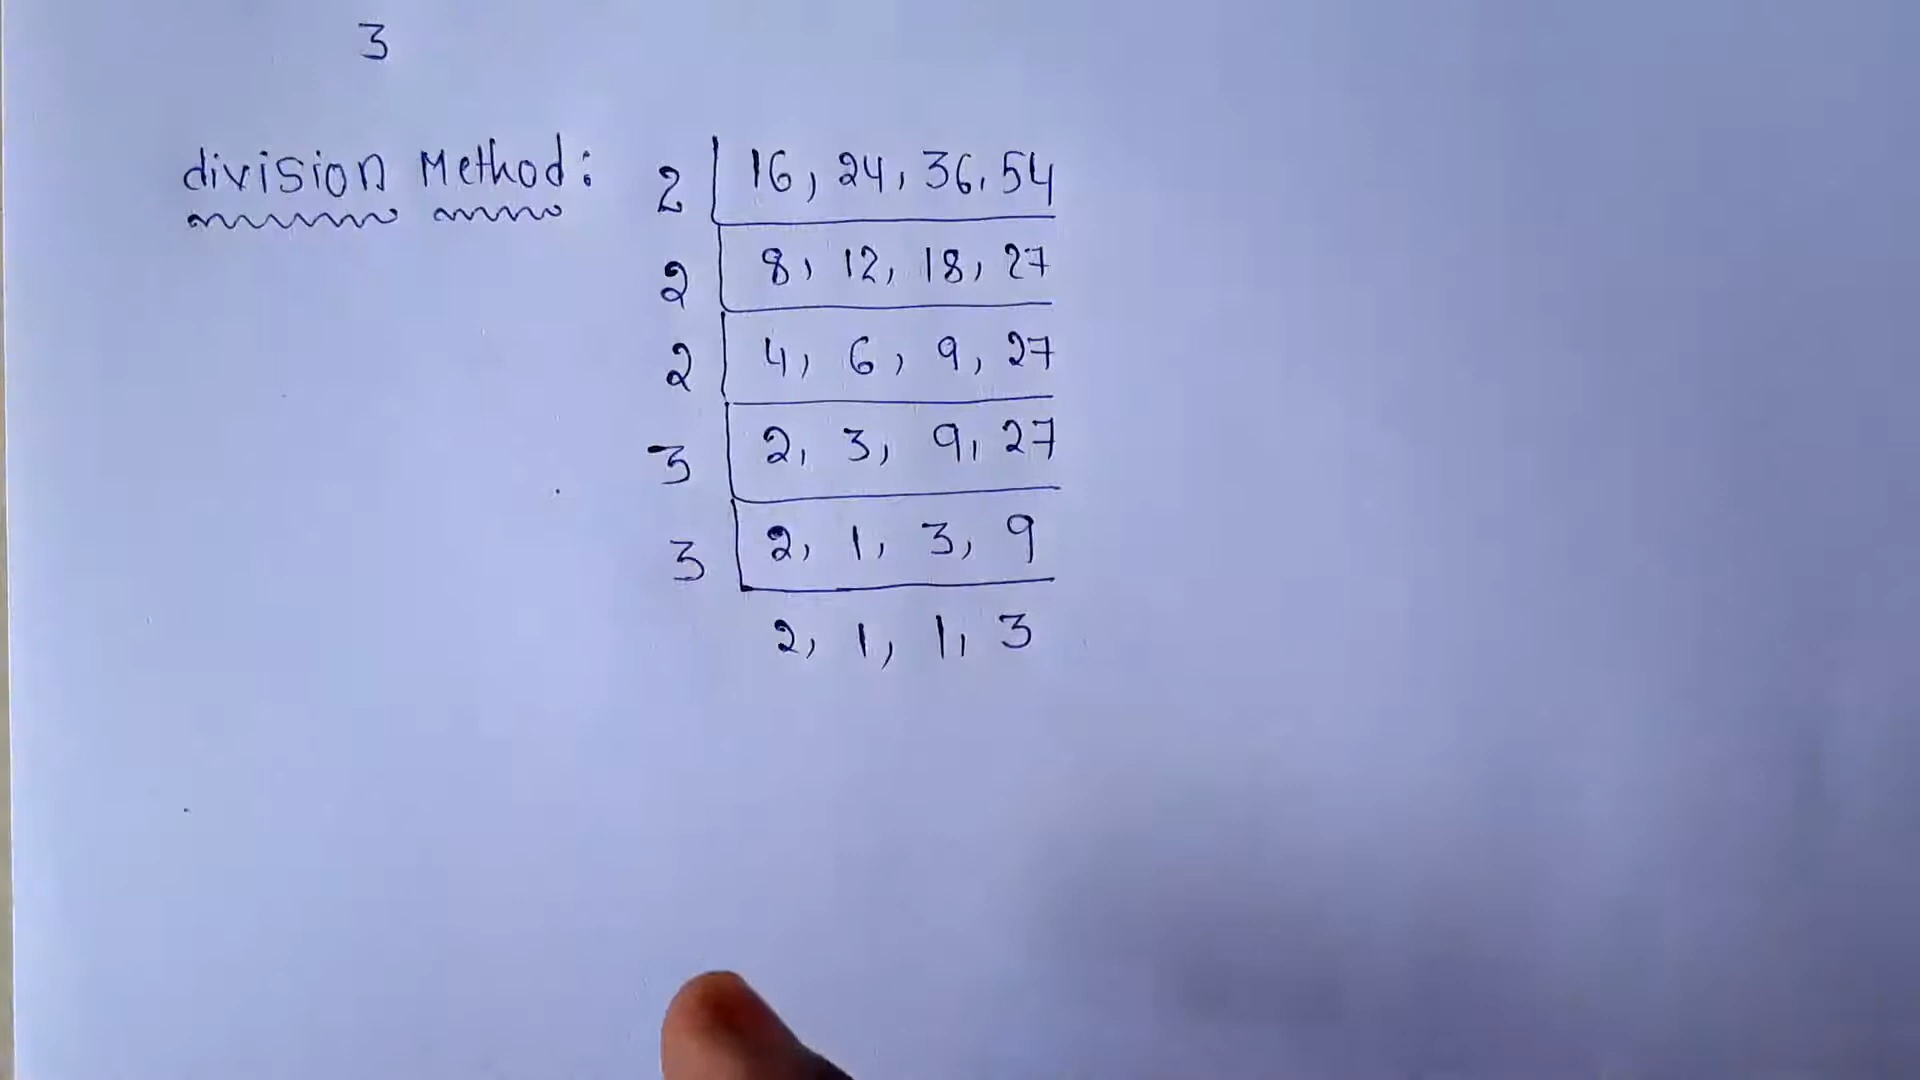 3
division Method: 2 16, 24, 36, 54
2 8, 12, 18, 27
2 4, 6, 9, 27
3 2, 3, 9, 27
3 2, 1, 3, 9
2, 1, 1, 3